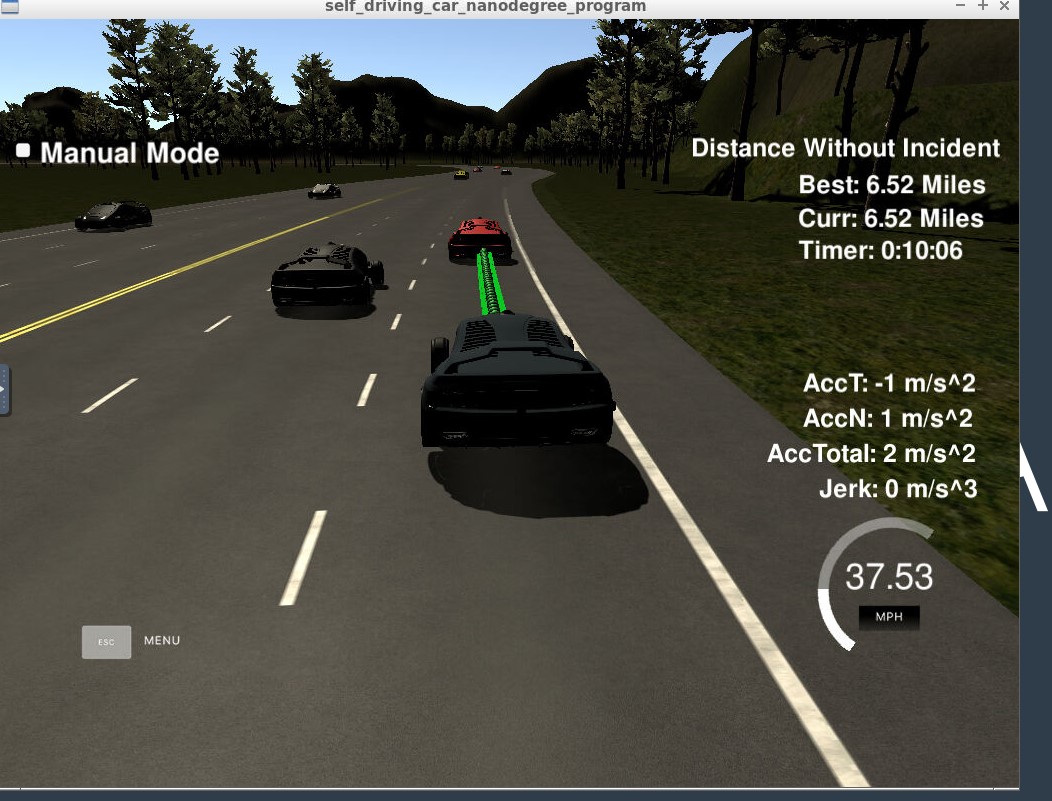 self_driving_car_nanodegree_program
Manual Mode
Distance Without Incident
Best: 6.52 Miles
Curr: 6.52 Miles
Timer: 0:10:06
AccT: -1 m/s^2
AccN: 1 m/s^2
AccTotal: 2 m/s^2
Jerk: 0 m/s^3
37.53
MPH
ESC MENU